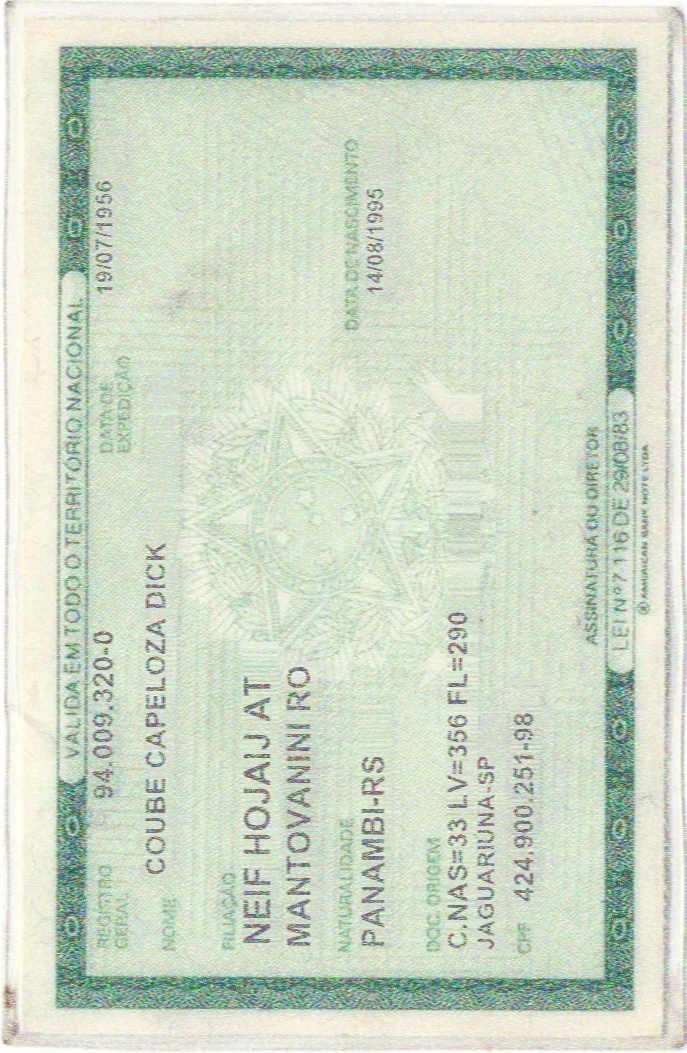 VÁLIDA EM TODO O TERRITÓRIO NACIONAL
REGISTRO GERAL 94.009.320-0 DATA DE EXPEDIÇÃO 19/07/1956
NOME COUBE CAPELOZA DICK
FILIAÇÃO
NEIF HOJAIJ AT
MANTOVANINI RO
NATURALIDADE DATA DE NASCIMENTO
PANAMBI-RS 14/08/1995
DOC. ORIGEM
C.NAS=33 LV=356 FL=290
JAGUARIUNA-SP
CPF 424.900.251-98
ASSINATURA DO DIRETOR
LEI Nº 7.116 DE 29/08/83
© AMERICAN BANK NOTE LTDA